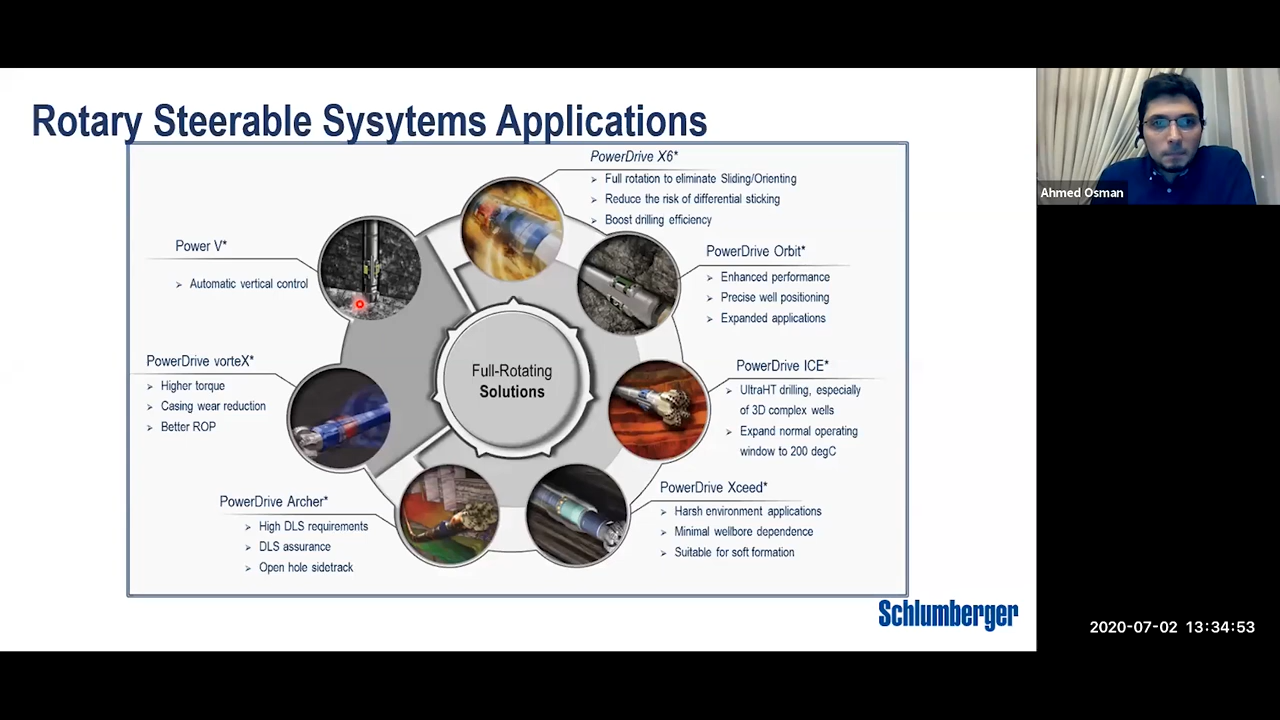 Rotary Steerable Sysytems Applications
PowerDrive X6*
Full rotation to eliminate Sliding/Orienting
Reduce the risk of differential sticking
Boost drilling efficiency
Power V*
Automatic vertical control
PowerDrive Orbit*
Enhanced performance
Precise well positioning
Expanded applications
PowerDrive vorteX*
Higher torque
Casing wear reduction
Better ROP
Full-Rotating
Solutions
PowerDrive ICE*
UltraHT drilling, especially
of 3D complex wells
Expand normal operating
window to 200 degC
PowerDrive Archer*
High DLS requirements
DLS assurance
Open hole sidetrack
PowerDrive Xceed*
Harsh environment applications
Minimal wellbore dependence
Suitable for soft formation
Schlumberger
Ahmed Osman
2020-07-02 13:34:53